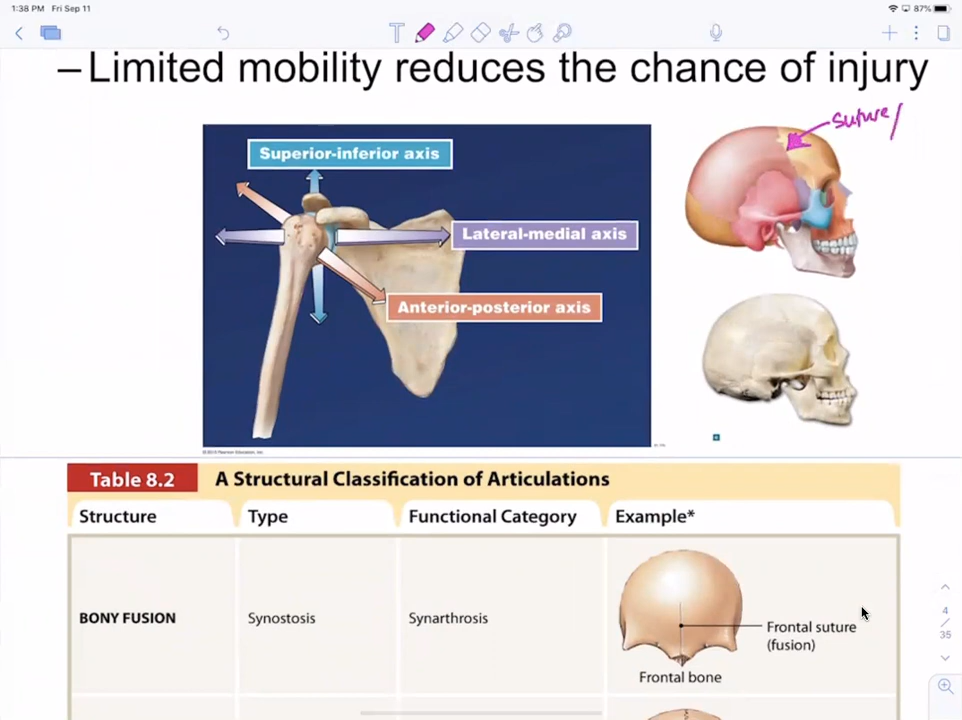 1:38 PM Fri Sep 11
87%
– Limited mobility reduces the chance of injury
suture/
Superior-inferior axis
Lateral-medial axis
Anterior-posterior axis
Table 8.2 A Structural Classification of Articulations
Structure Type Functional Category Example*
BONY FUSION Synostosis Synarthrosis
Frontal suture
(fusion)
Frontal bone
4
/
35